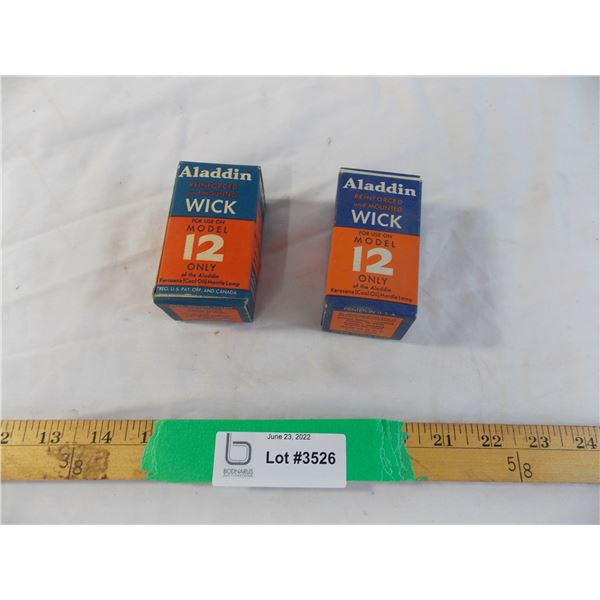 Aladdin
REINFORCED
and MOUNTED
WICK
FOR USE ON
MODEL
12
ONLY
of the Aladdin
Kerosene (Coal Oil) Mantle Lamp
REG. U.S. PAT. OFF. AND CANADA
Aladdin
REINFORCED
and MOUNTED
WICK
FOR USE ON
MODEL
12
ONLY
of the Aladdin
Kerosene (Coal Oil) Mantle Lamp
PRINTED IN U.S.A.
2 13 14 1 21 22 23 2
3/8 5/8
June 23, 2022
b
BODNARUS
Lot #3526